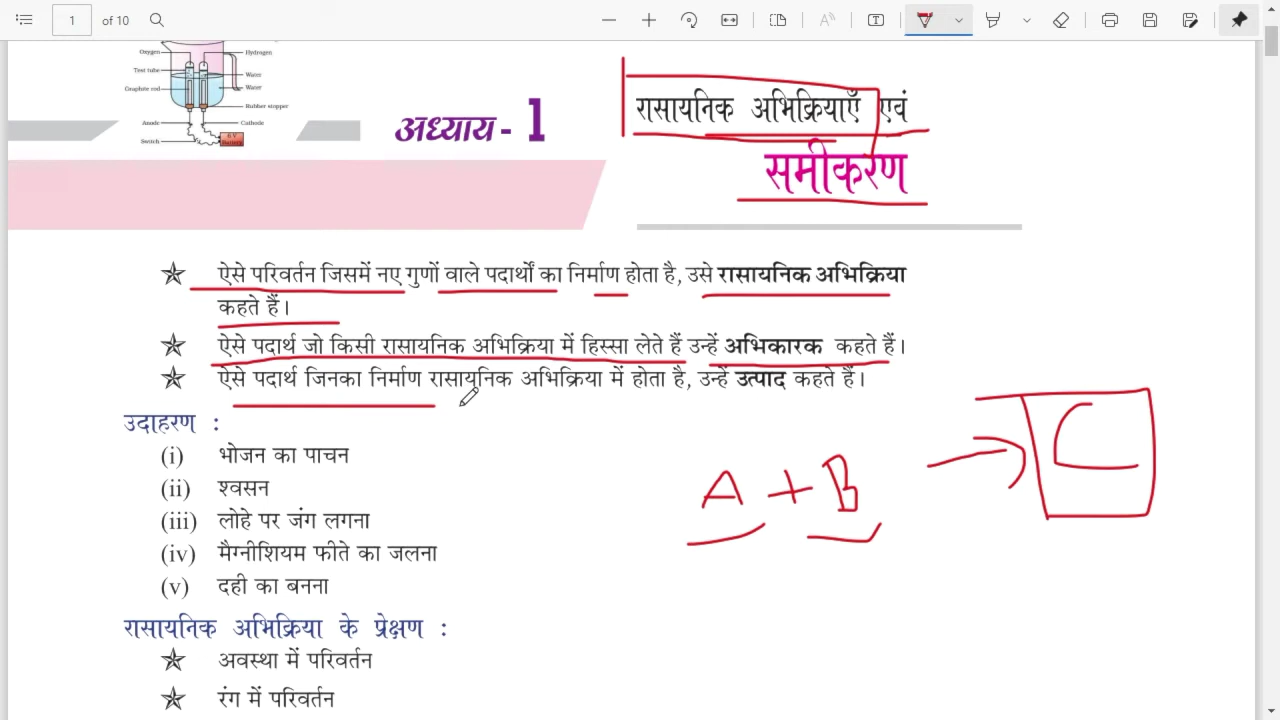 1 of 10
Oxygen
Hydrogen
Test tube
Water
Graphite rod
Water
Rubber stopper
Anode
Cathode
Switch
6 V
Battery
अध्याय - 1
रासायनिक अभिक्रियाएँ एवं
समीकरण
ऐसे परिवर्तन जिसमें नए गुणों वाले पदार्थों का निर्माण होता है, उसे रासायनिक अभिक्रिया
कहते हैं।
ऐसे पदार्थ जो किसी रासायनिक अभिक्रिया में हिस्सा लेते हैं उन्हें अभिकारक कहते हैं।
ऐसे पदार्थ जिनका निर्माण रासायुनिक अभिक्रिया में होता है, उन्हें उत्पाद कहते हैं।
उदाहरण :
(i) भोजन का पाचन
(ii) श्वसन
(iii) लोहे पर जंग लगना
(iv) मैग्नीशियम फीते का जलना
(v) दही का बनना
A + B → C
रासायनिक अभिक्रिया के प्रेक्षण :
अवस्था में परिवर्तन
रंग में परिवर्तन